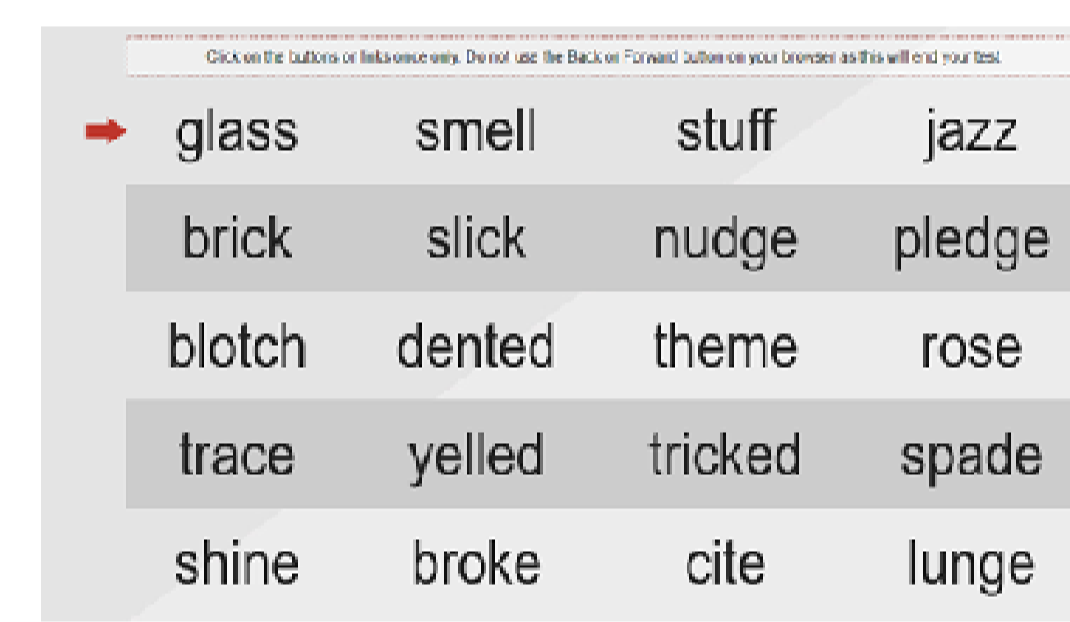 Click on the buttons or links once only. Do not use the Back or Forward button on your browser as this will end your test.
glass smell stuff jazz
brick slick nudge pledge
blotch dented theme rose
trace yelled tricked spade
shine broke cite lunge